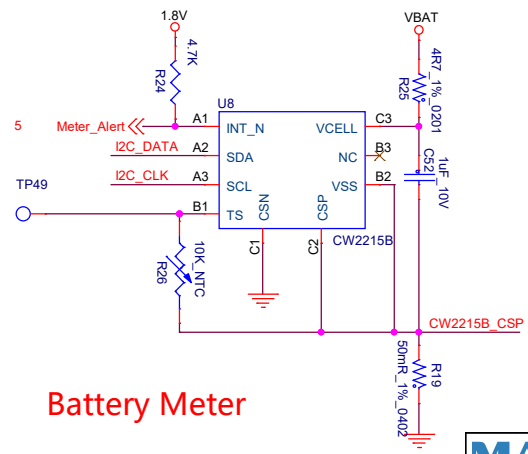 1.8V
VBAT
4.7K
R24
4R7_1%_0201
R25
U8
5
Meter_Alert
A1
INT_N
VCELL
C3
I2C_DATA
A2
SDA
NC
B3
C52
1uF_10V
I2C_CLK
A3
SCL
VSS
B2
TP49
B1
TS
CSN
CSP
CW2215B
C1
C2
10K_NTC
R26
CW2215B_CSP
50mR_1%_0402
R19
Battery Meter